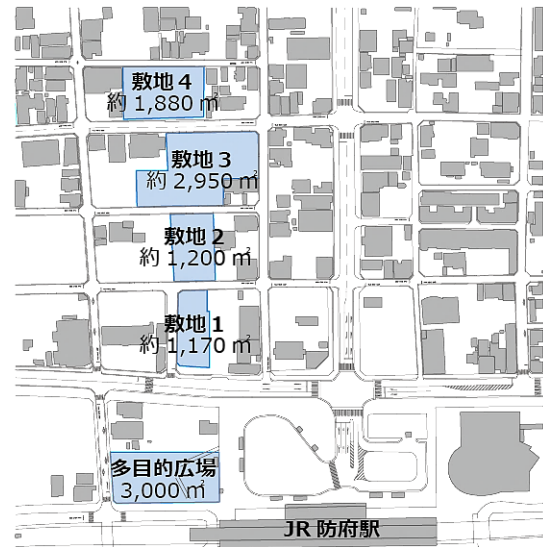 敷地4
約 1,880 ㎡
敷地3
約 2,950 ㎡
敷地2
約 1,200 ㎡
敷地1
約 1,170 ㎡
多目的広場
3,000 ㎡
JR 防府駅